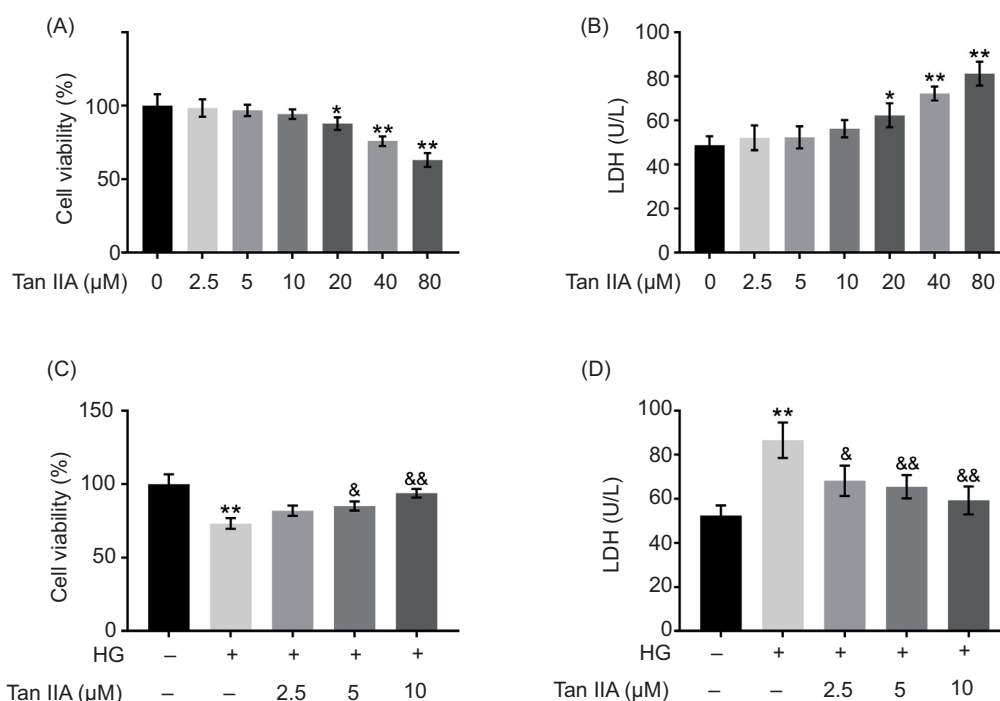 (A)
Cell viability (%)
100
50
0
* ** **
Tan IIA (μM) 0 2.5 5 10 20 40 80
(B)
LDH (U/L)
100
80
60
40
20
0
* ** **
Tan IIA (μM) 0 2.5 5 10 20 40 80
(C)
Cell viability (%)
150
100
50
0
** & &&
HG – + + + +
Tan IIA (μM) – – 2.5 5 10
(D)
LDH (U/L)
100
80
60
40
20
0
** & && &&
HG – + + + +
Tan IIA (μM) – – 2.5 5 10